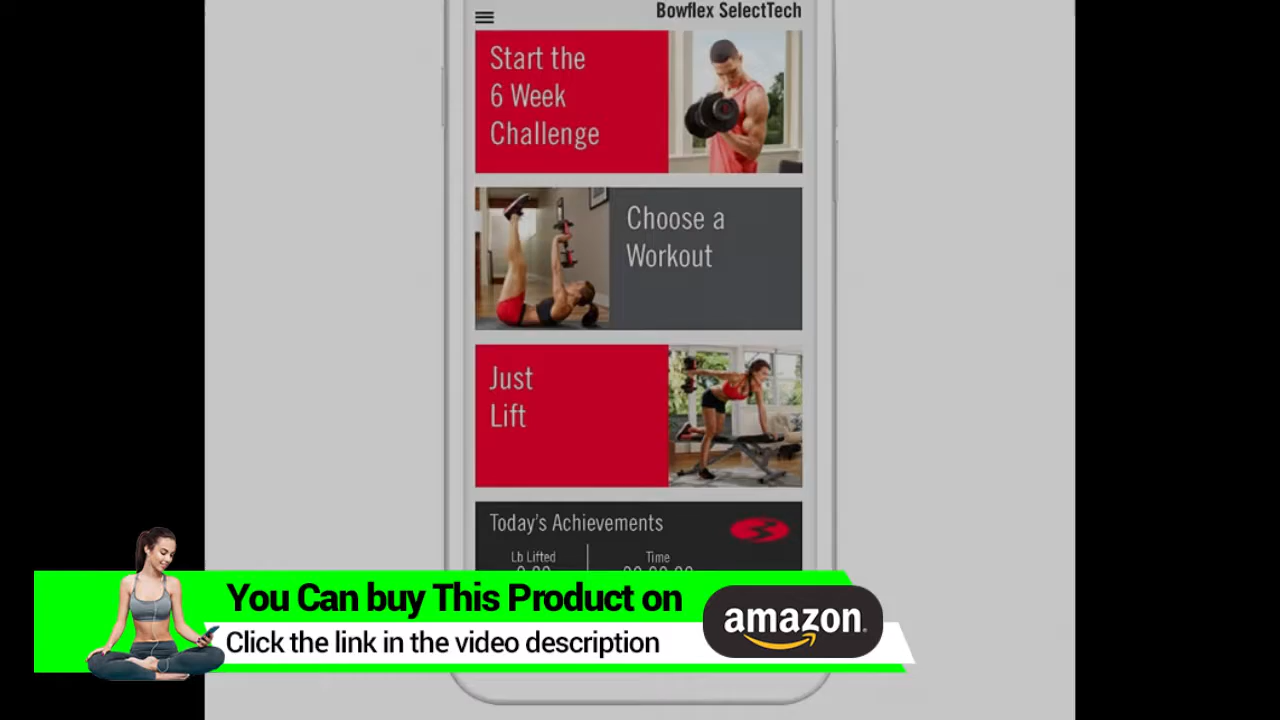 Bowflex SelectTech
Start the
6 Week
Challenge
Choose a
Workout
Just
Lift
Today's Achievements
Lb Lifted
Time
You Can buy This Product on
Click the link in the video description
amazon